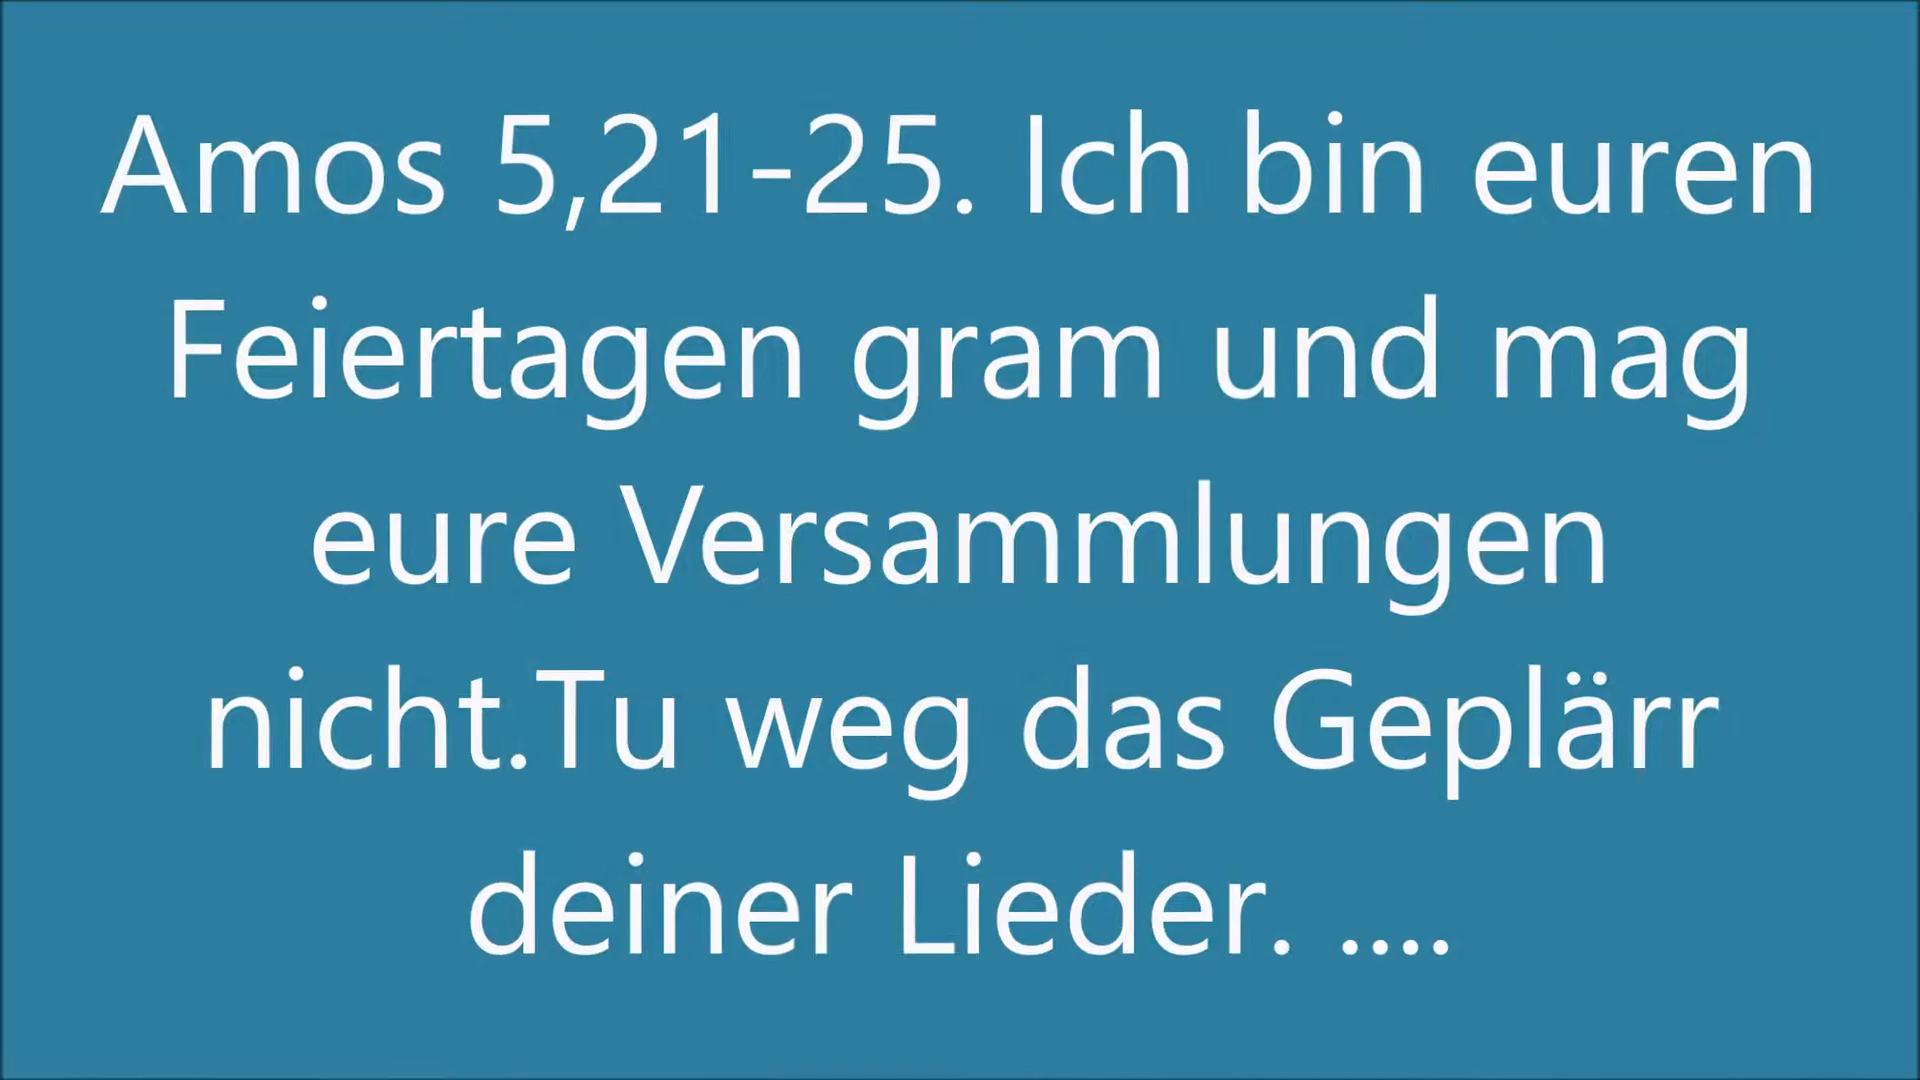 Amos 5,21-25. Ich bin euren
Feiertagen gram und mag
eure Versammlungen
nicht.Tu weg das Geplärr
deiner Lieder. ....